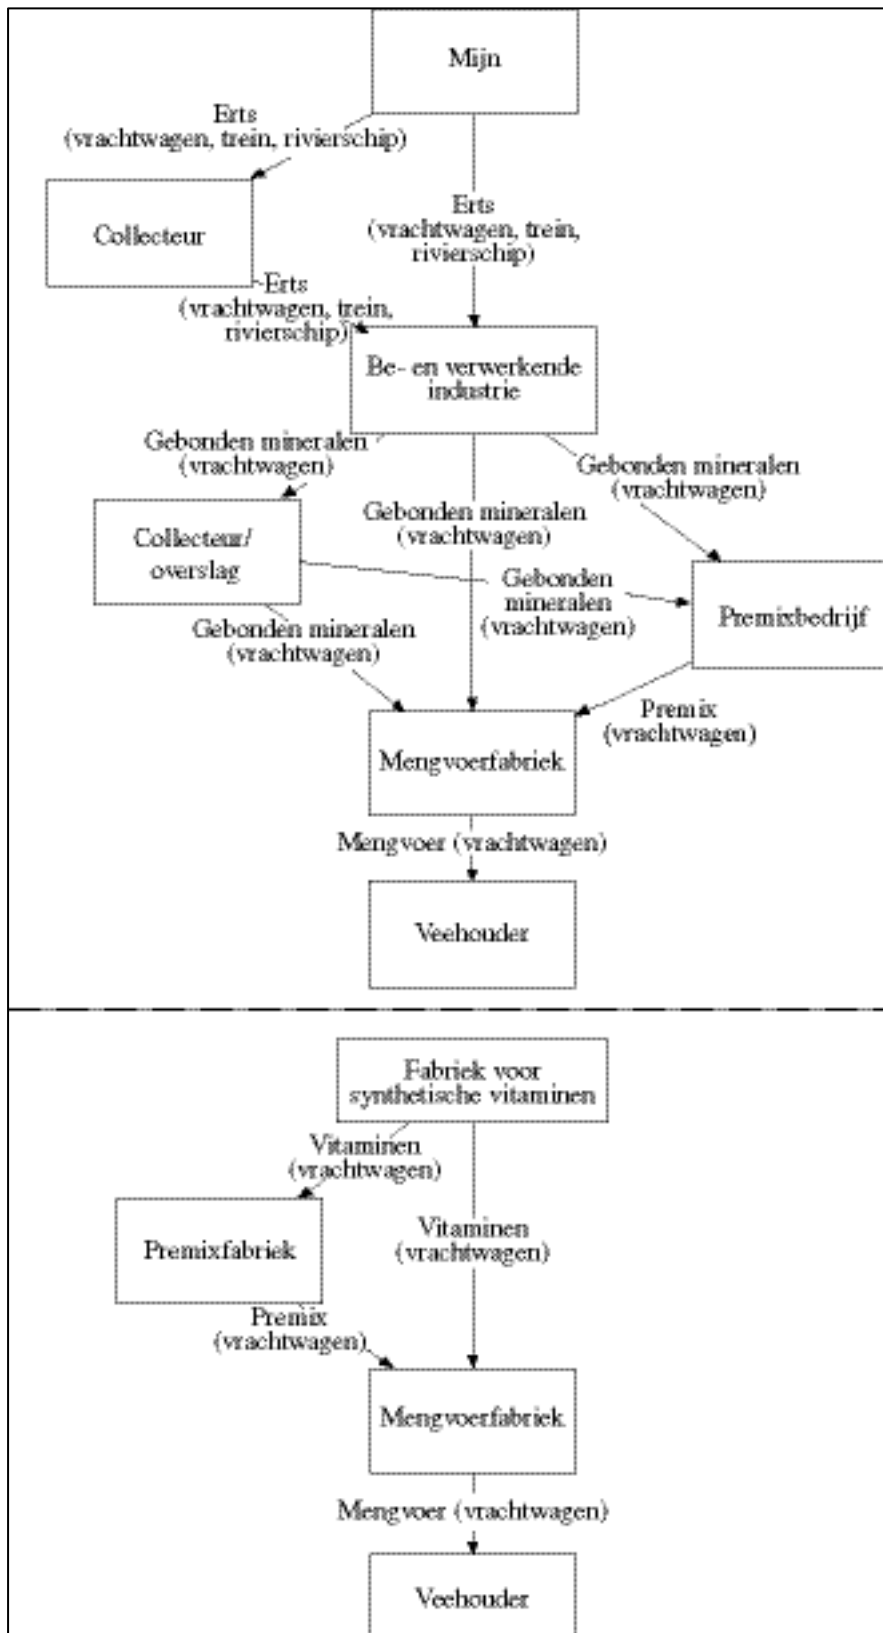 Mijn
Erts
(vrachtwagen, trein, rivierschip)
Collecteur
Erts
(vrachtwagen, trein,
rivierschip)
Erts
(vrachtwagen, trein,
rivierschip)
Be- en verwerkende
industrie
Gebonden mineralen
(vrachtwagen)
Gebonden mineralen
(vrachtwagen)
Gebonden mineralen
(vrachtwagen)
Collecteur/
overslag
Gebonden
mineralen
(vrachtwagen)
Premixbedrijf
Gebonden mineralen
(vrachtwagen)
Premix
(vrachtwagen)
Mengvoerfabriek
Mengvoer (vrachtwagen)
Veehouder
Fabriek voor
synthetische vitaminen
Vitaminen
(vrachtwagen)
Vitaminen
(vrachtwagen)
Premixfabriek
Premix
(vrachtwagen)
Mengvoerfabriek
Mengvoer (vrachtwagen)
Veehouder